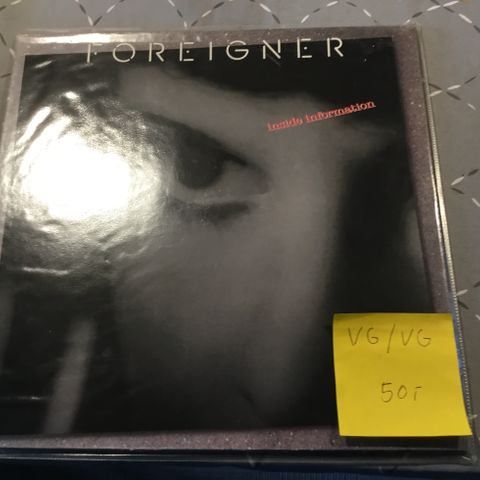 FOREIGNER
inside information
VG/VG
50,-